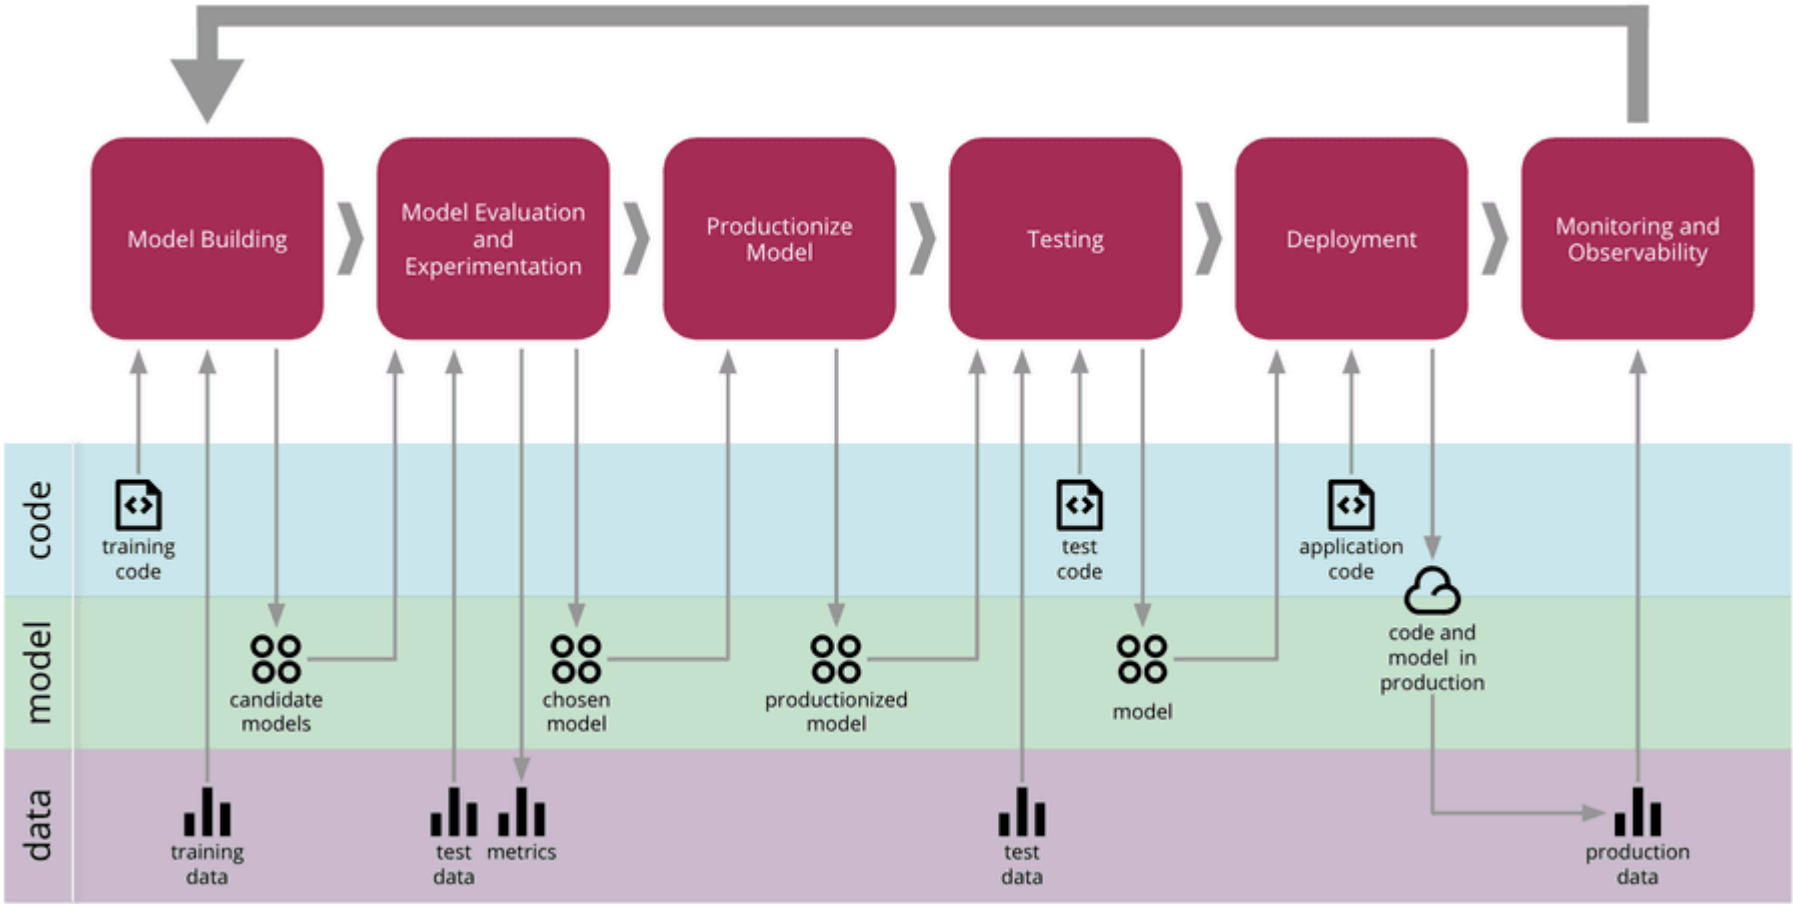 Model Building
Model Evaluation
and
Experimentation
Productionize
Model
Testing
Deployment
Monitoring and
Observability
code
training
code
test
code
application
code
model
candidate
models
chosen
model
productionized
model
model
code and
model in
production
data
training
data
test
data
metrics
test
data
production
data